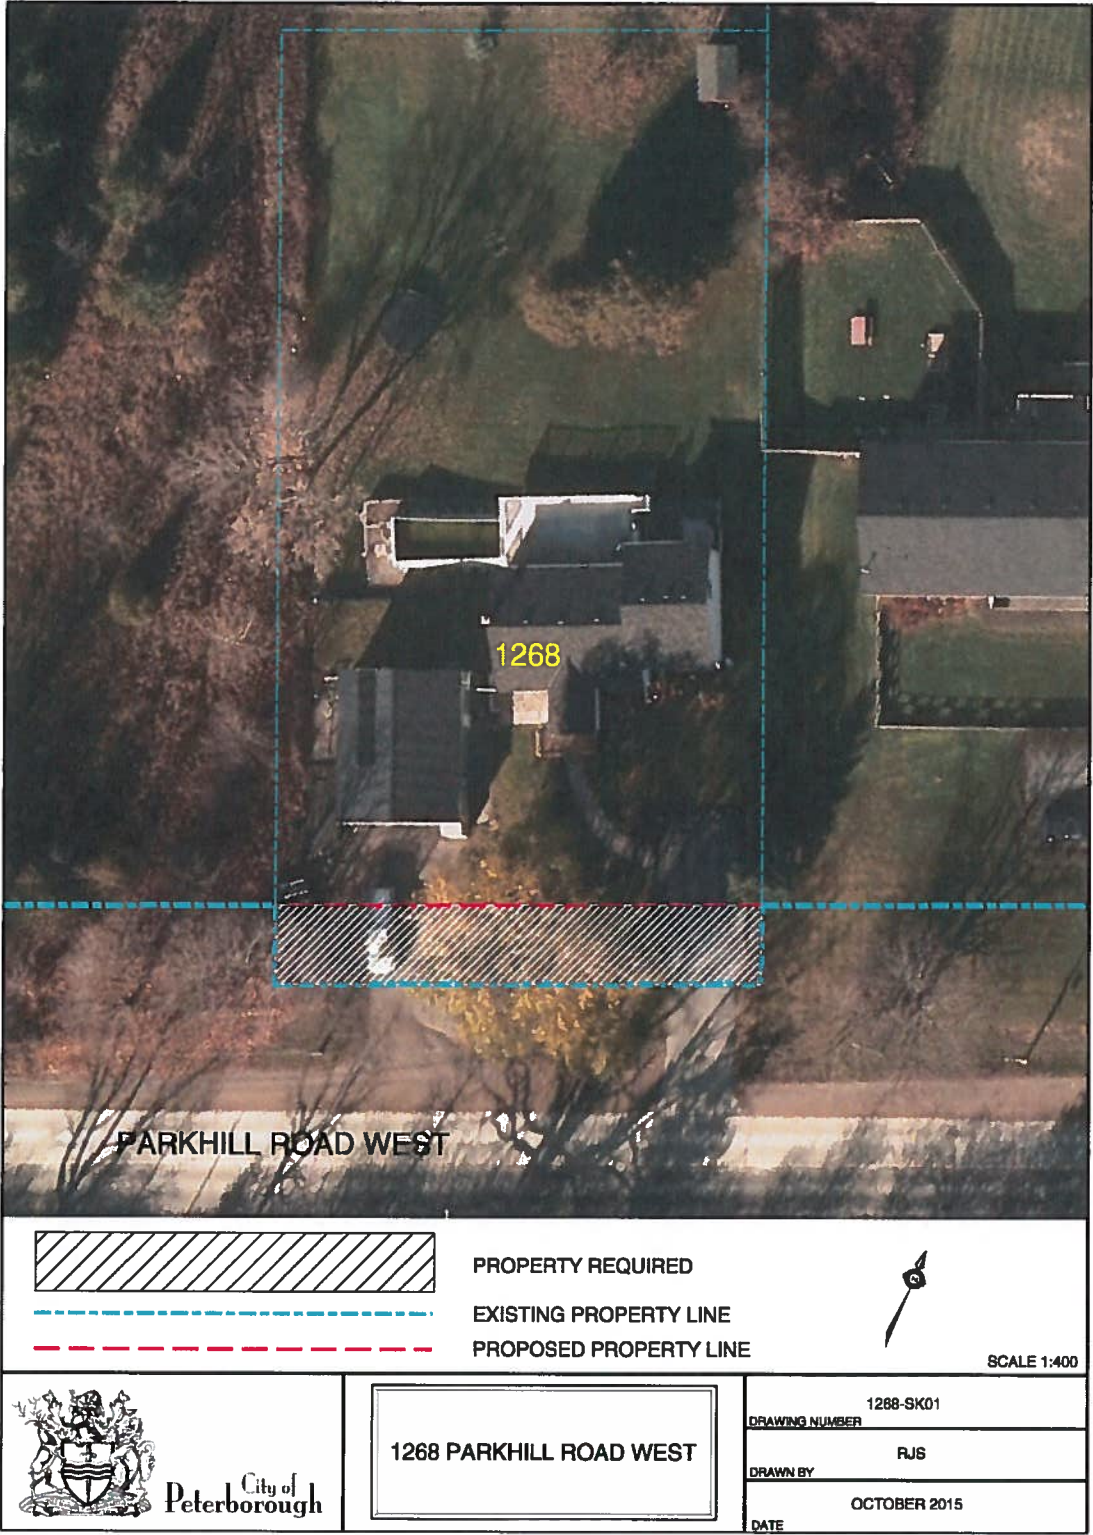 1268
PARKHILL ROAD WEST
PROPERTY REQUIRED
EXISTING PROPERTY LINE
PROPOSED PROPERTY LINE
SCALE 1:400
City of
Peterborough
1268 PARKHILL ROAD WEST
1268-SK01
DRAWING NUMBER
RJS
DRAWN BY
OCTOBER 2015
DATE